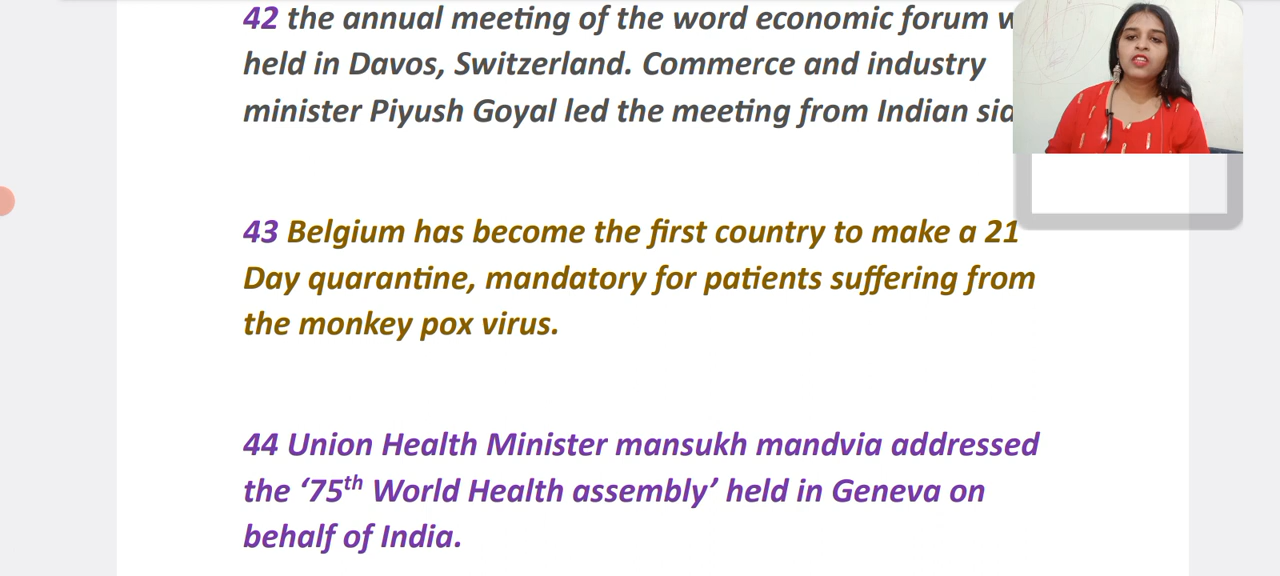 42 the annual meeting of the word economic forum
held in Davos, Switzerland. Commerce and industry
minister Piyush Goyal led the meeting from Indian
43 Belgium has become the first country to make a 21
Day quarantine, mandatory for patients suffering from
the monkey pox virus.
44 Union Health Minister mansukh mandvia addressed
the ‘75th World Health assembly’ held in Geneva on
behalf of India.